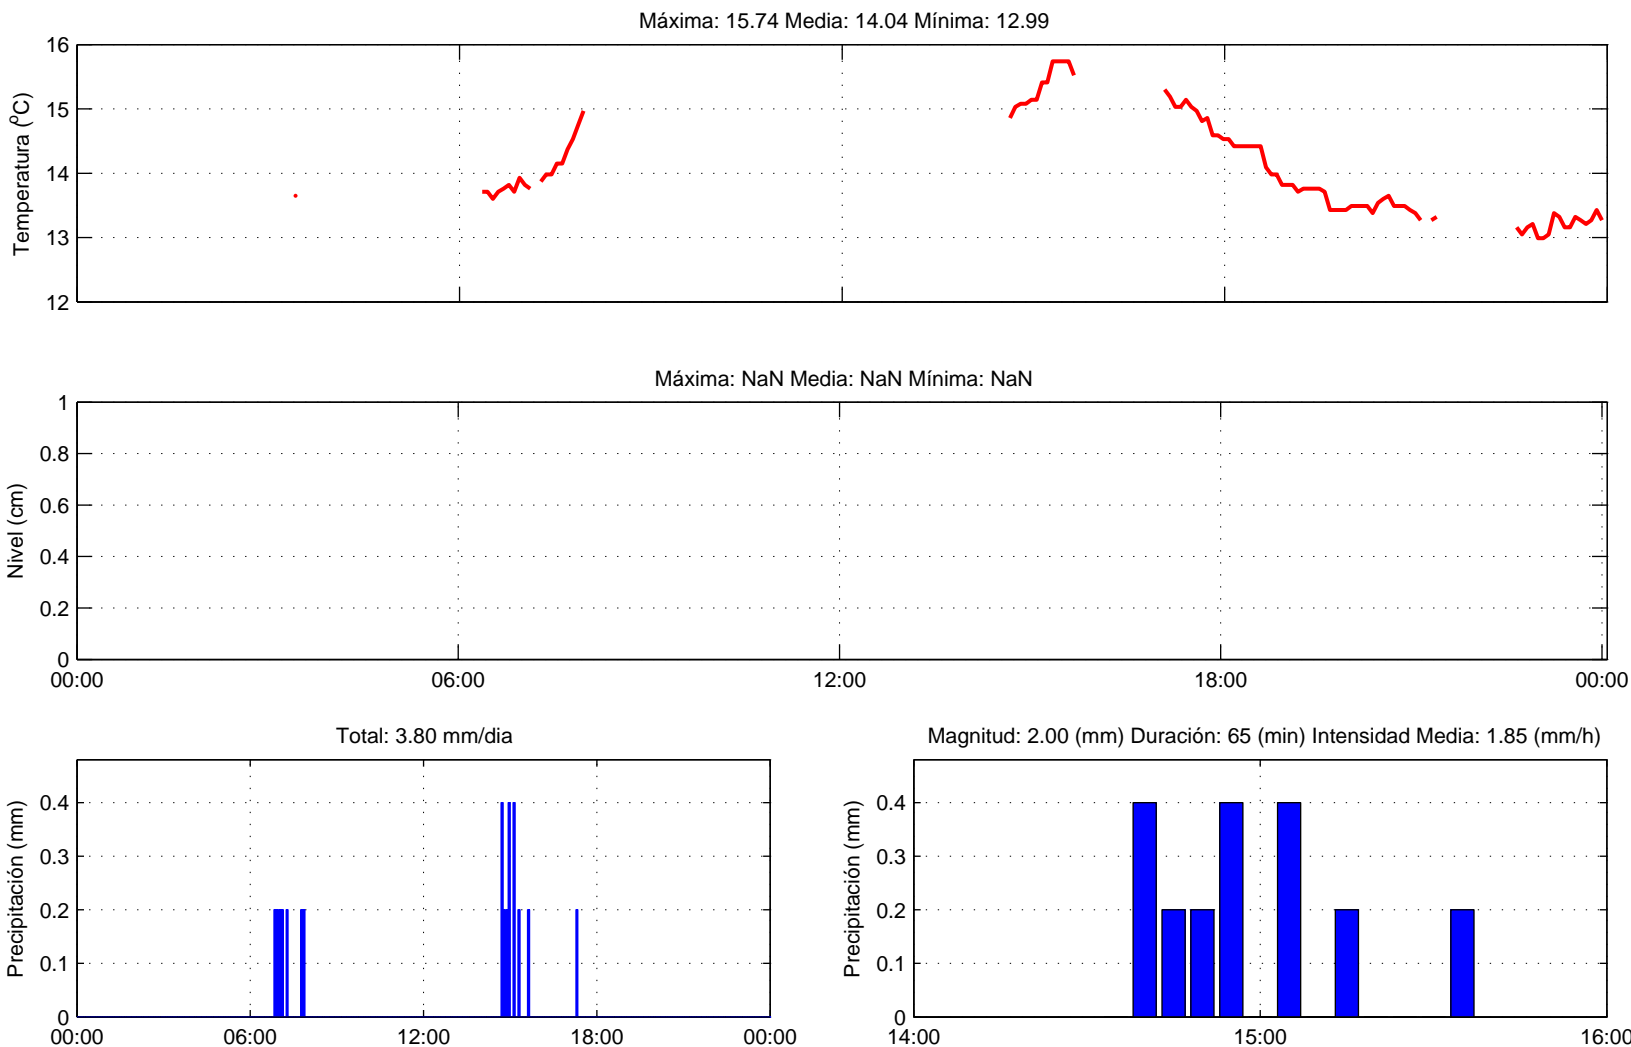 Máxima: 15.74 Media: 14.04 Mínima: 12.99
16
15
14
13
12
Temperatura (ºC)
Máxima: NaN Media: NaN Mínima: NaN
1
0.8
0.6
0.4
0.2
0
Nivel (cm)
00:00 06:00 12:00 18:00 00:00
Total: 3.80 mm/dia
0.4
0.3
0.2
0.1
0
Precipitación (mm)
00:00 06:00 12:00 18:00 00:00
Magnitud: 2.00 (mm) Duración: 65 (min) Intensidad Media: 1.85 (mm/h)
0.4
0.3
0.2
0.1
0
Precipitación (mm)
14:00 15:00 16:00